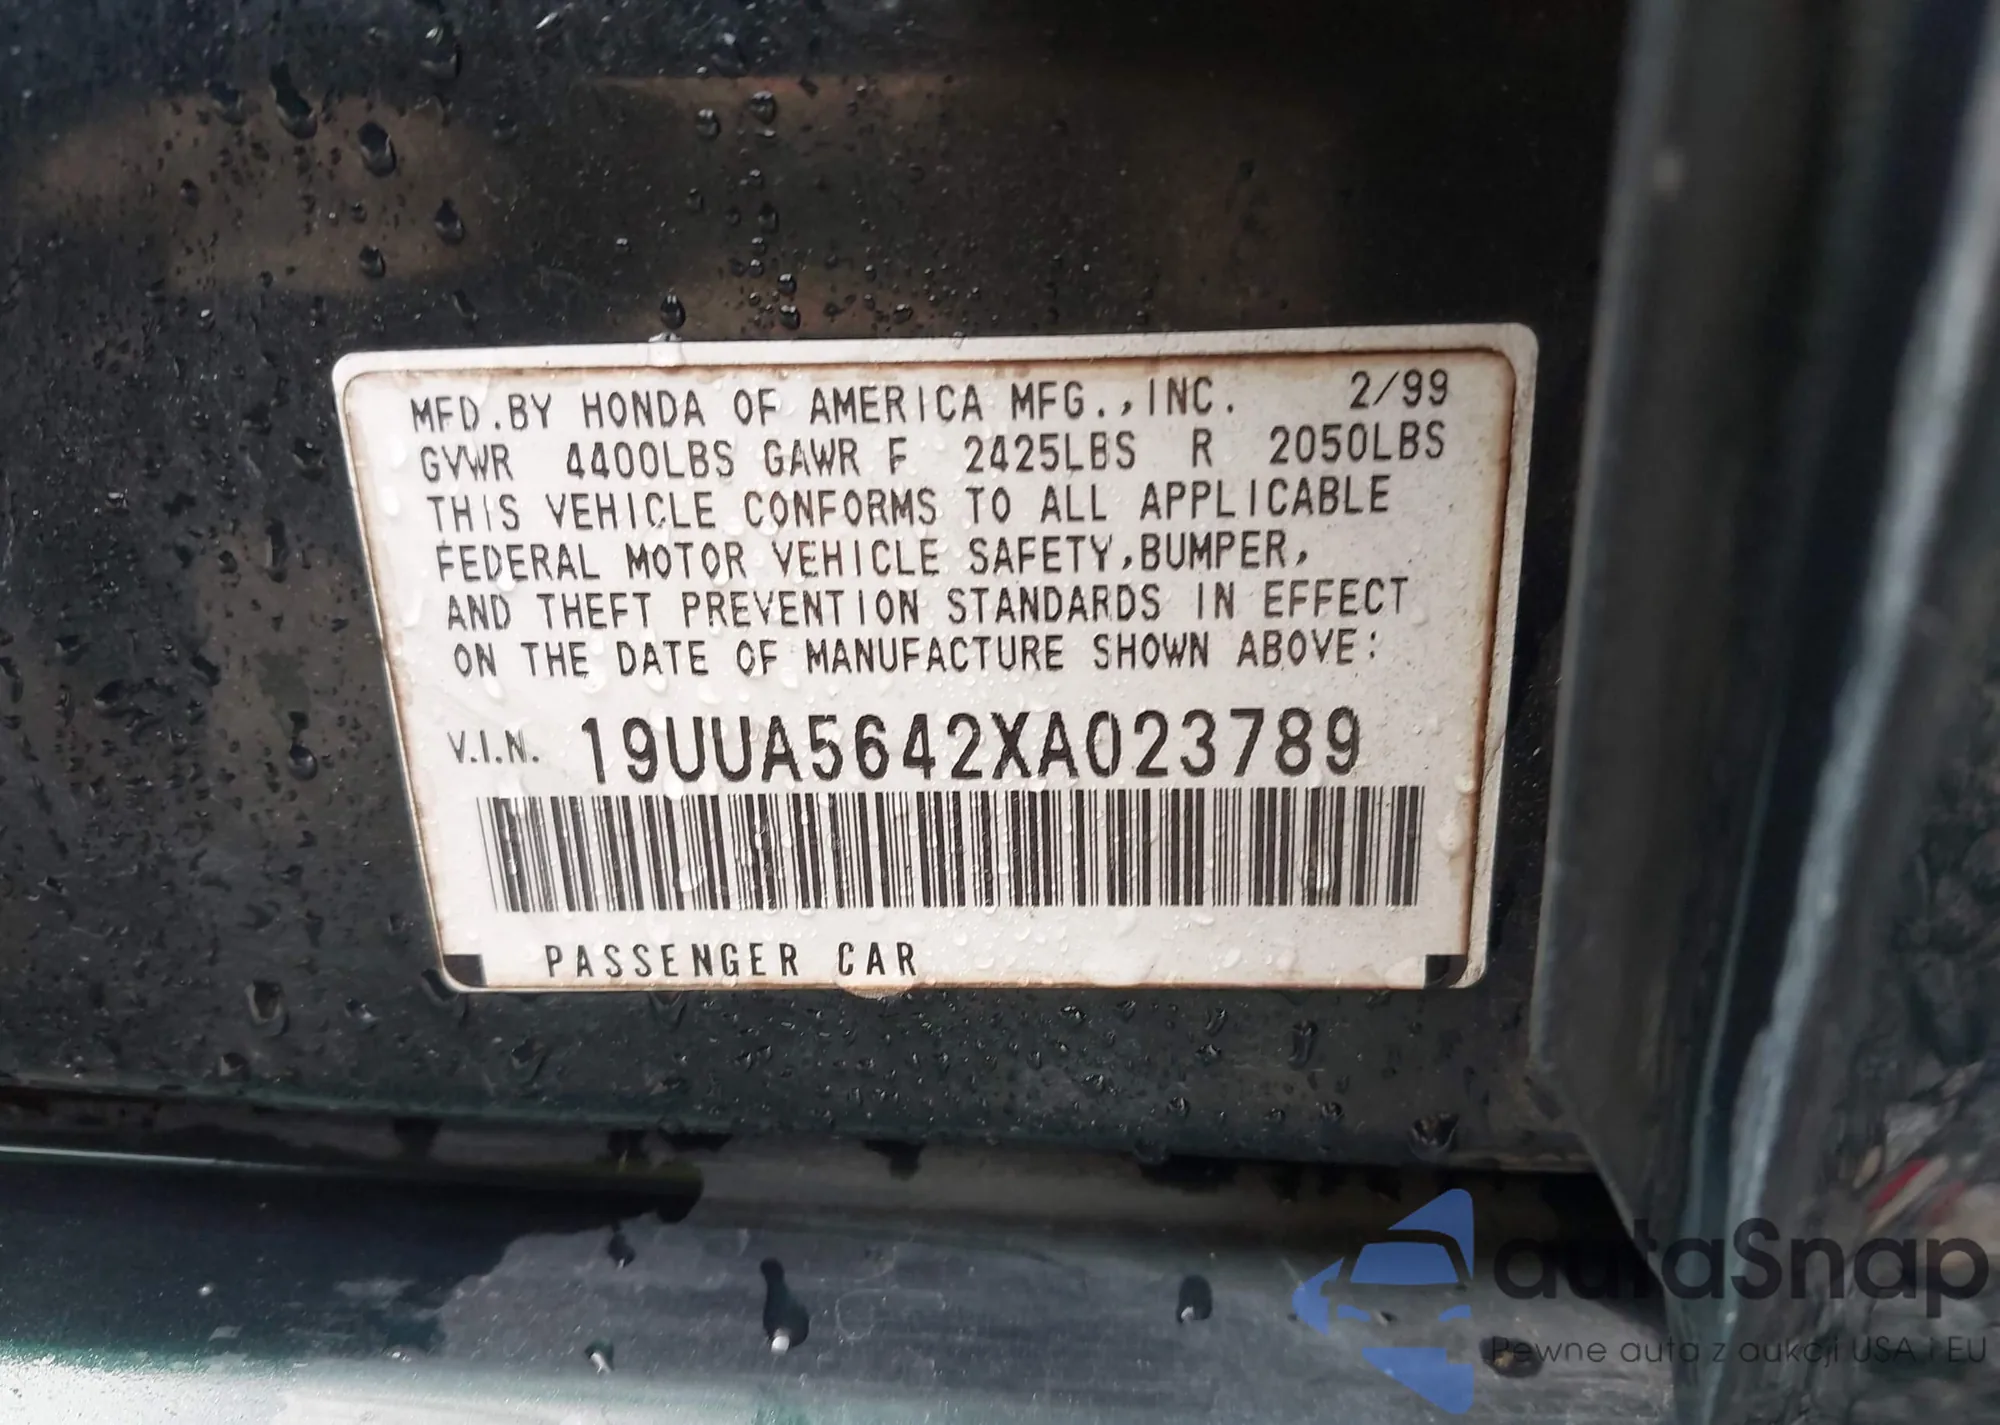 MFD.BY HONDA OF AMERICA MFG.,INC. 2/99
GVWR 4400LBS GAWR F 2425LBS R 2050LBS
THIS VEHICLE CONFORMS TO ALL APPLICABLE
FEDERAL MOTOR VEHICLE SAFETY,BUMPER,
AND THEFT PREVENTION STANDARDS IN EFFECT
ON THE DATE OF MANUFACTURE SHOWN ABOVE:
V.I.N. 19UUA5642XA023789
PASSENGER CAR
autaSnap
Pewne auta z aukcji USA i EU